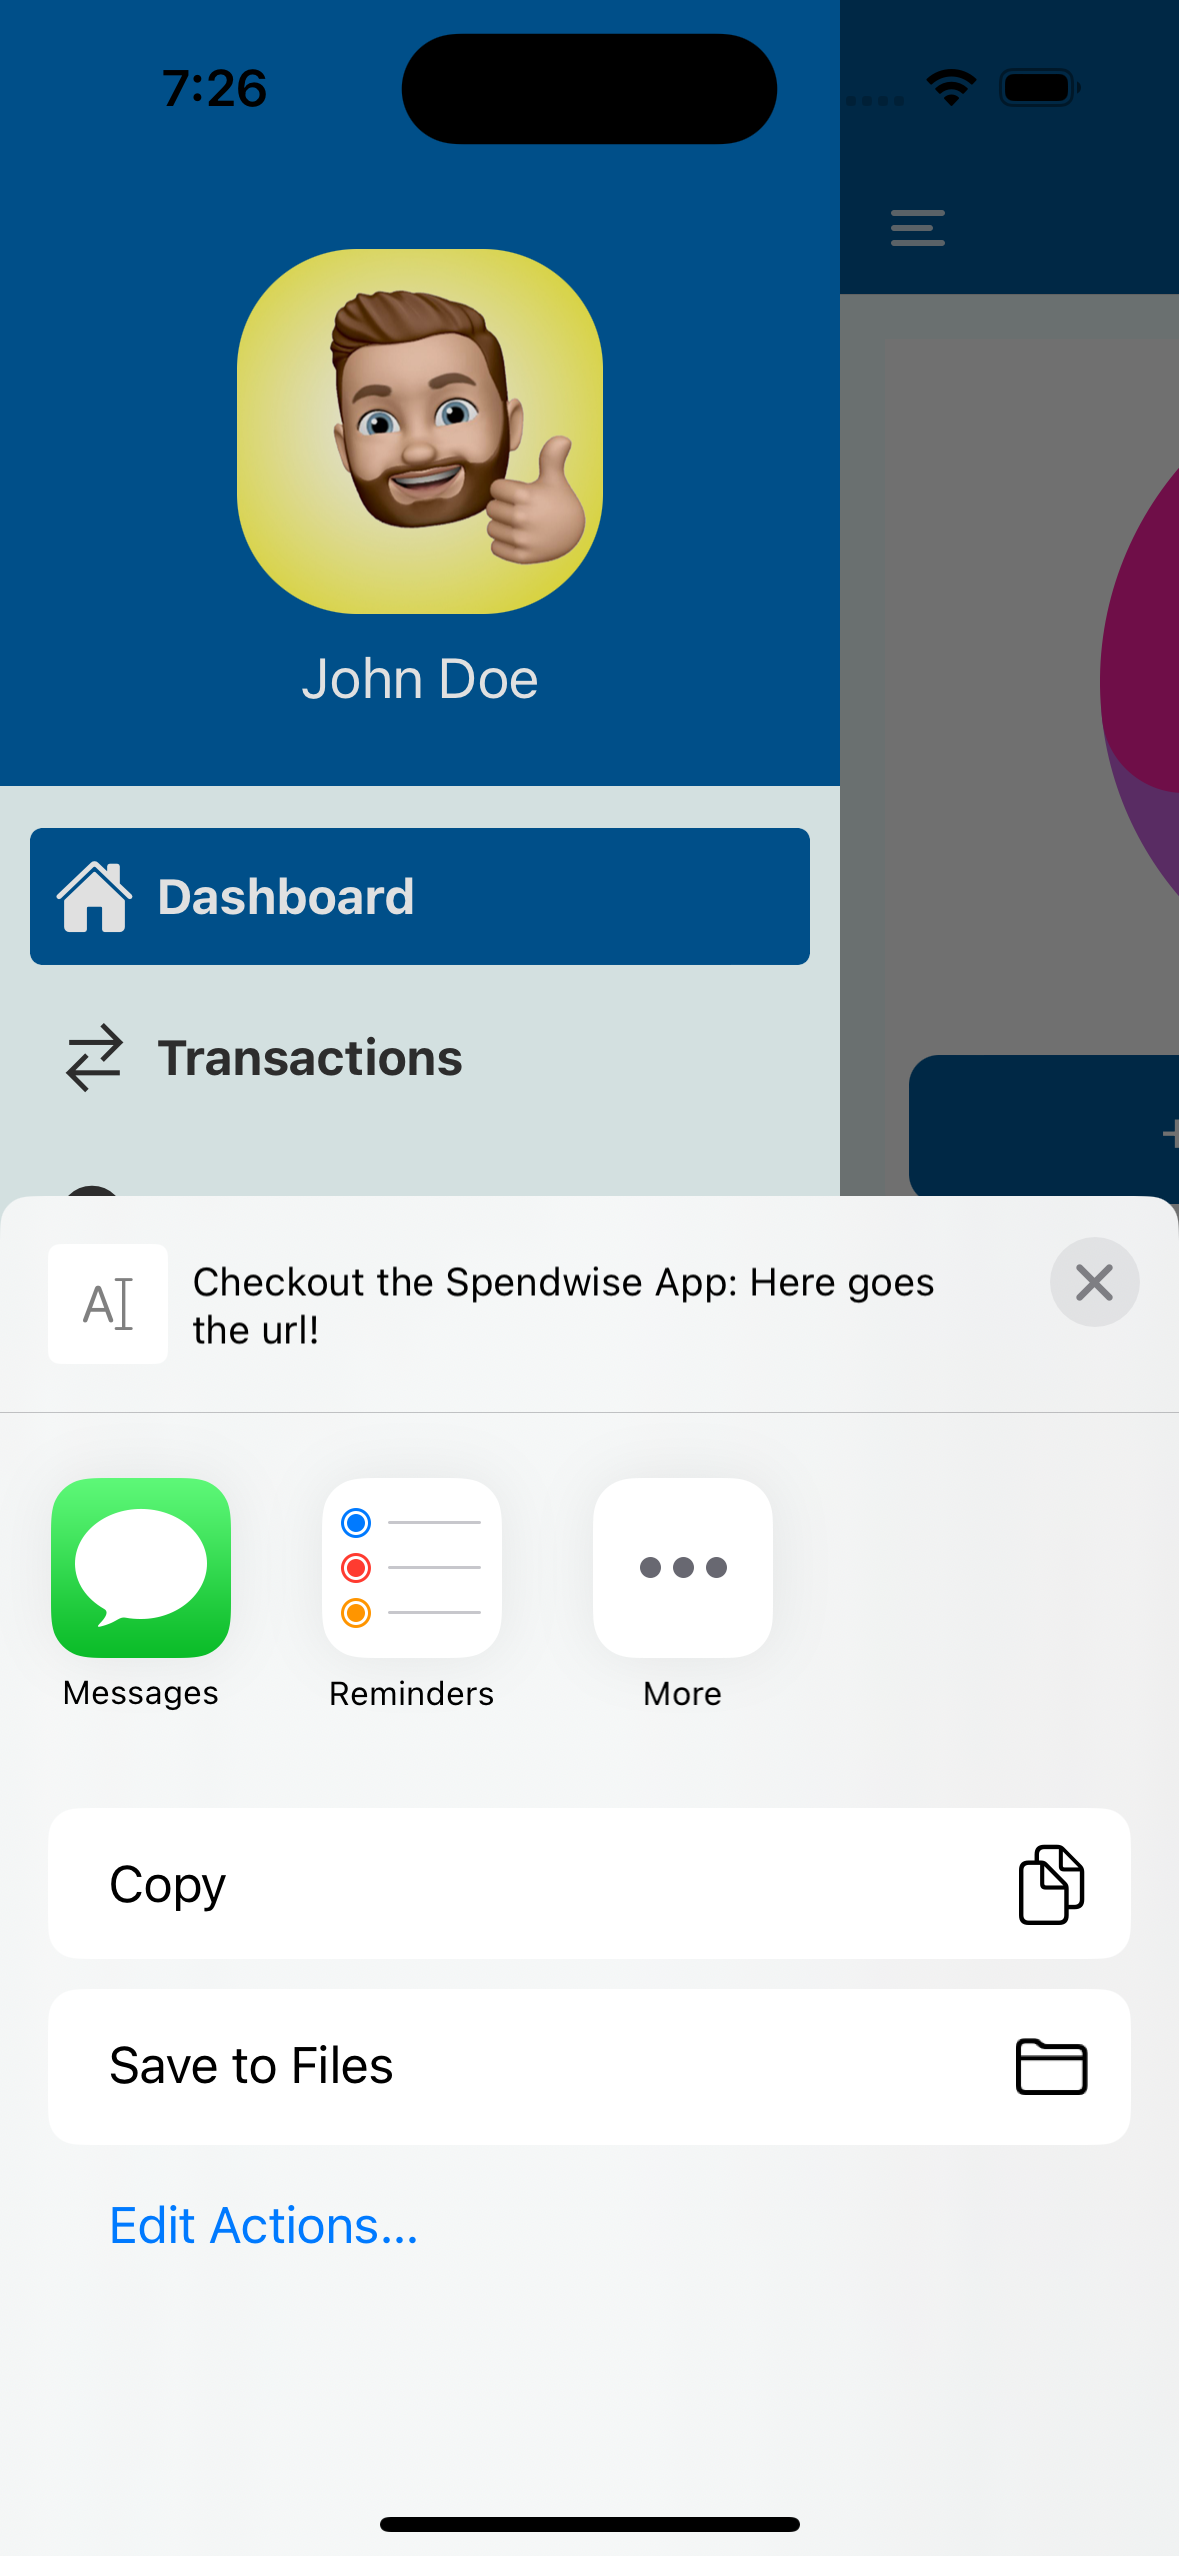 7:26
John Doe
Dashboard
Transactions
Checkout the Spendwise App: Here goes
the url!
Messages
Reminders
More
Copy
Save to Files
Edit Actions...